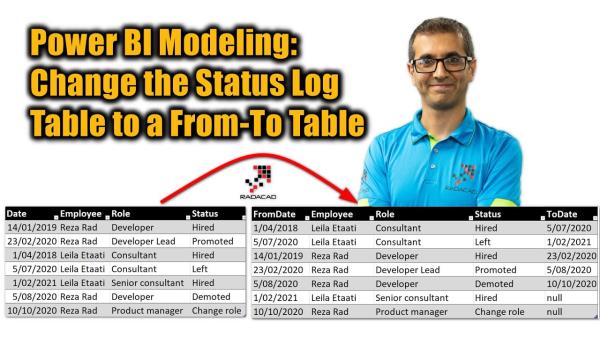 Power BI Modeling:
Change the Status Log
Table to a From-To Table
RADACAD
Date Employee Role Status
14/01/2019 Reza Rad Developer Hired
23/02/2020 Reza Rad Developer Lead Promoted
1/04/2018 Leila Etaati Consultant Hired
5/07/2020 Leila Etaati Consultant Left
1/02/2021 Leila Etaati Senior consultant Hired
5/08/2020 Reza Rad Developer Demoted
10/10/2020 Reza Rad Product manager Change role
FromDate Employee Role Status ToDate
1/04/2018 Leila Etaati Consultant Hired 5/07/2020
5/07/2020 Leila Etaati Consultant Left 1/02/2021
14/01/2019 Reza Rad Developer Hired 23/02/2020
23/02/2020 Reza Rad Developer Lead Promoted 5/08/2020
5/08/2020 Reza Rad Developer Demoted 10/10/2020
1/02/2021 Leila Etaati Senior consultant Hired null
10/10/2020 Reza Rad Product manager Change role null